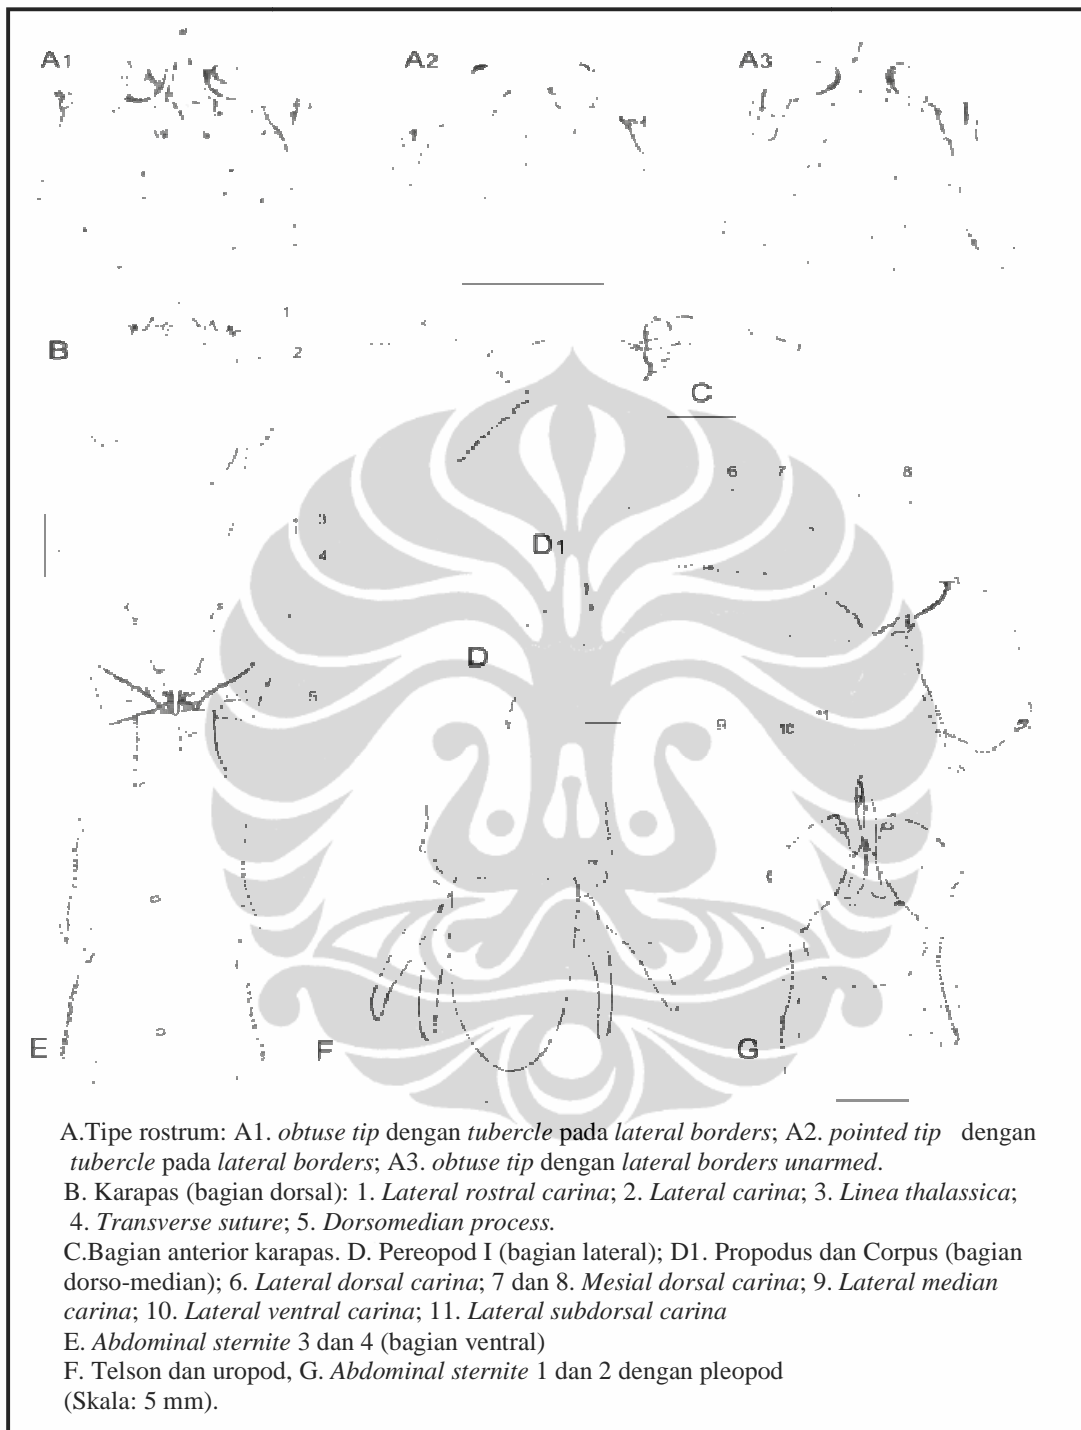 A1 A2 A3
1
B 2
C
6 7 8
3
D1
4
D
5
9 11
10
E F G
A.Tipe rostrum: A1. obtuse tip dengan tubercle pada lateral borders; A2. pointed tip dengan
tubercle pada lateral borders; A3. obtuse tip dengan lateral borders unarmed.
B. Karapas (bagian dorsal): 1. Lateral rostral carina; 2. Lateral carina; 3. Linea thalassica;
4. Transverse suture; 5. Dorsomedian process.
C.Bagian anterior karapas. D. Pereopod I (bagian lateral); D1. Propodus dan Corpus (bagian
dorso-median); 6. Lateral dorsal carina; 7 dan 8. Mesial dorsal carina; 9. Lateral median
carina; 10. Lateral ventral carina; 11. Lateral subdorsal carina
E. Abdominal sternite 3 dan 4 (bagian ventral)
F. Telson dan uropod, G. Abdominal sternite 1 dan 2 dengan pleopod
(Skala: 5 mm).